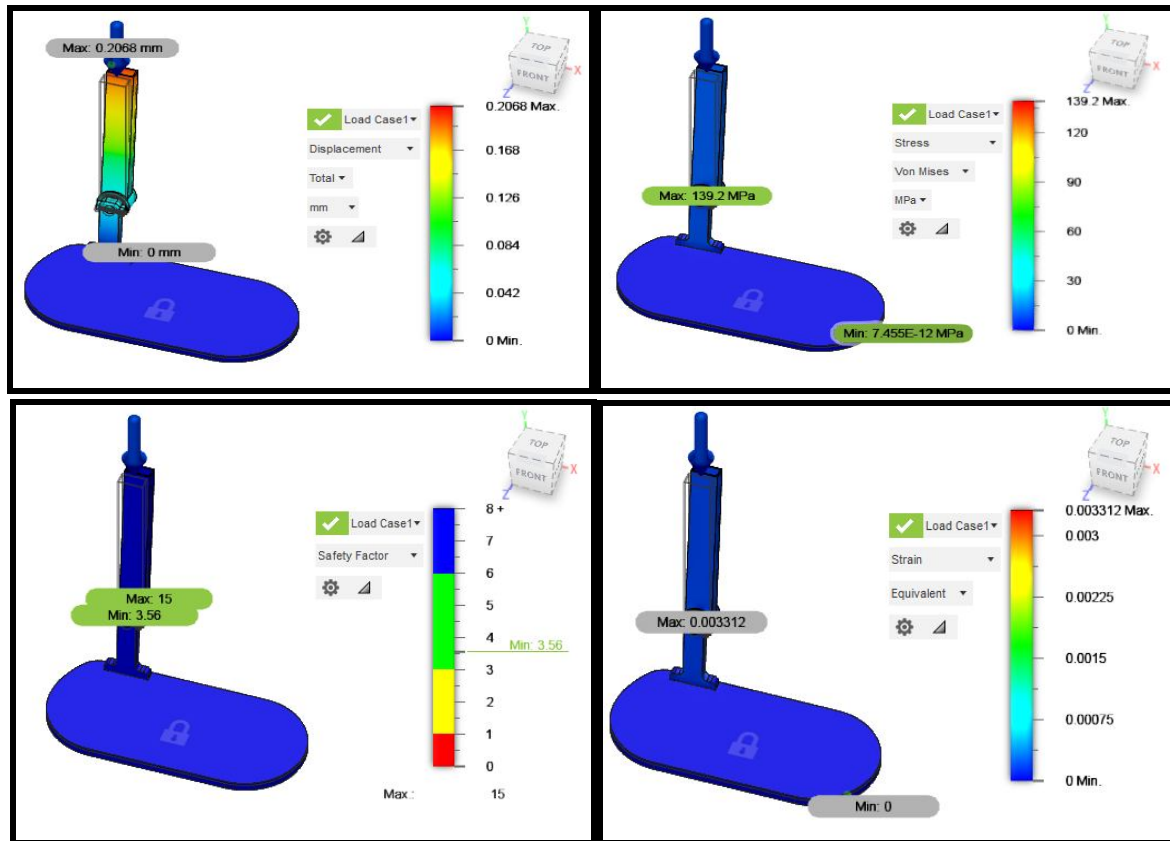 Max: 0.2068 mm
Y
TOP
FRONT
X
Z
0.2068 Max.
Load Case1
Displacement
0.168
Total
0.126
mm
Min: 0 mm
0.084
0.042
0 Min.
Y
TOP
FRONT
X
Z
139.2 Max.
Load Case1
120
Stress
Von Mises
90
Max: 139.2 MPa
MPa
60
30
Min: 7.455E-12 MPa
0 Min.
Y
TOP
FRONT
X
Z
8 +
Load Case1
7
Safety Factor
6
5
Max: 15
Min: 3.56
4
Min: 3.56
3
2
1
0
Max.: 15
Y
TOP
FRONT
X
Z
0.003312 Max.
Load Case1
0.003
Strain
Equivalent
0.00225
Max: 0.003312
0.0015
0.00075
Min: 0
0 Min.